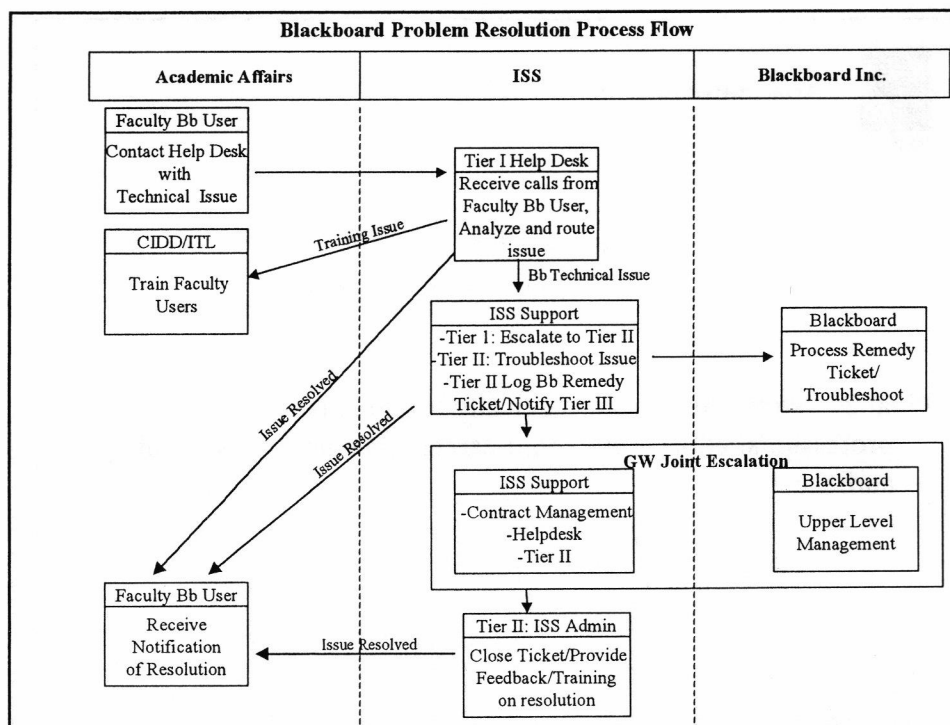 Blackboard Problem Resolution Process Flow
Academic Affairs
ISS
Blackboard Inc.
Faculty Bb User
Contact Help Desk
with
Technical Issue
Tier I Help Desk
Receive calls from
Faculty Bb User,
Analyze and route
issue
Training Issue
CIDD/ITL
Train Faculty
Users
Bb Technical Issue
ISS Support
-Tier 1: Escalate to Tier II
-Tier II: Troubleshoot Issue
-Tier II Log Bb Remedy
Ticket/Notify Tier III
Blackboard
Process Remedy
Ticket/
Troubleshoot
Issue Resolved
Issue Resolved
GW Joint Escalation
ISS Support
-Contract Management
-Helpdesk
-Tier II
Blackboard
Upper Level
Management
Faculty Bb User
Receive
Notification
of Resolution
Issue Resolved
Tier II: ISS Admin
Close Ticket/Provide
Feedback/Training
on resolution